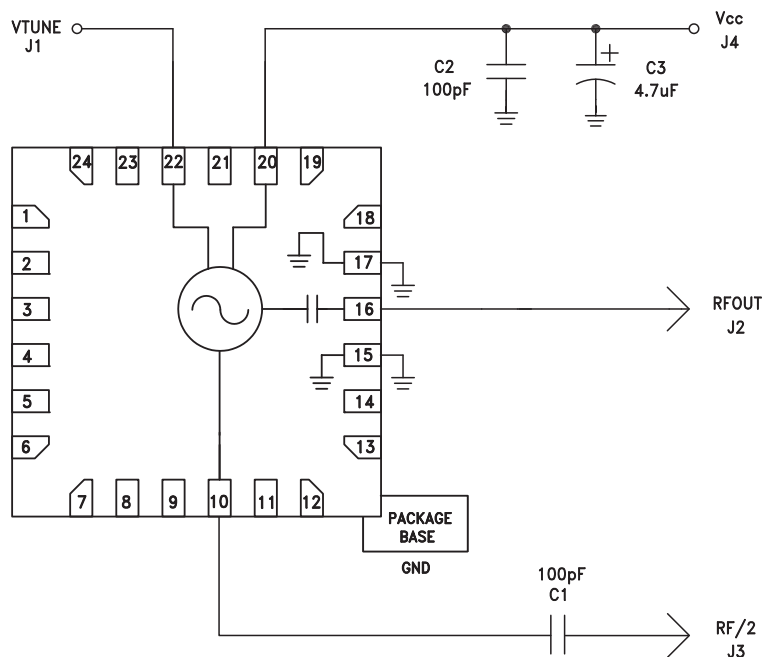 VTUNE
J1
Vcc
J4
C2
100pF
+
C3
4.7uF
24 23 22 21 20 19
1
2
3
4
5
6
18
17
16
15
14
13
7 8 9 10 11 12
RFOUT
J2
PACKAGE
BASE
GND
100pF
C1
RF/2
J3